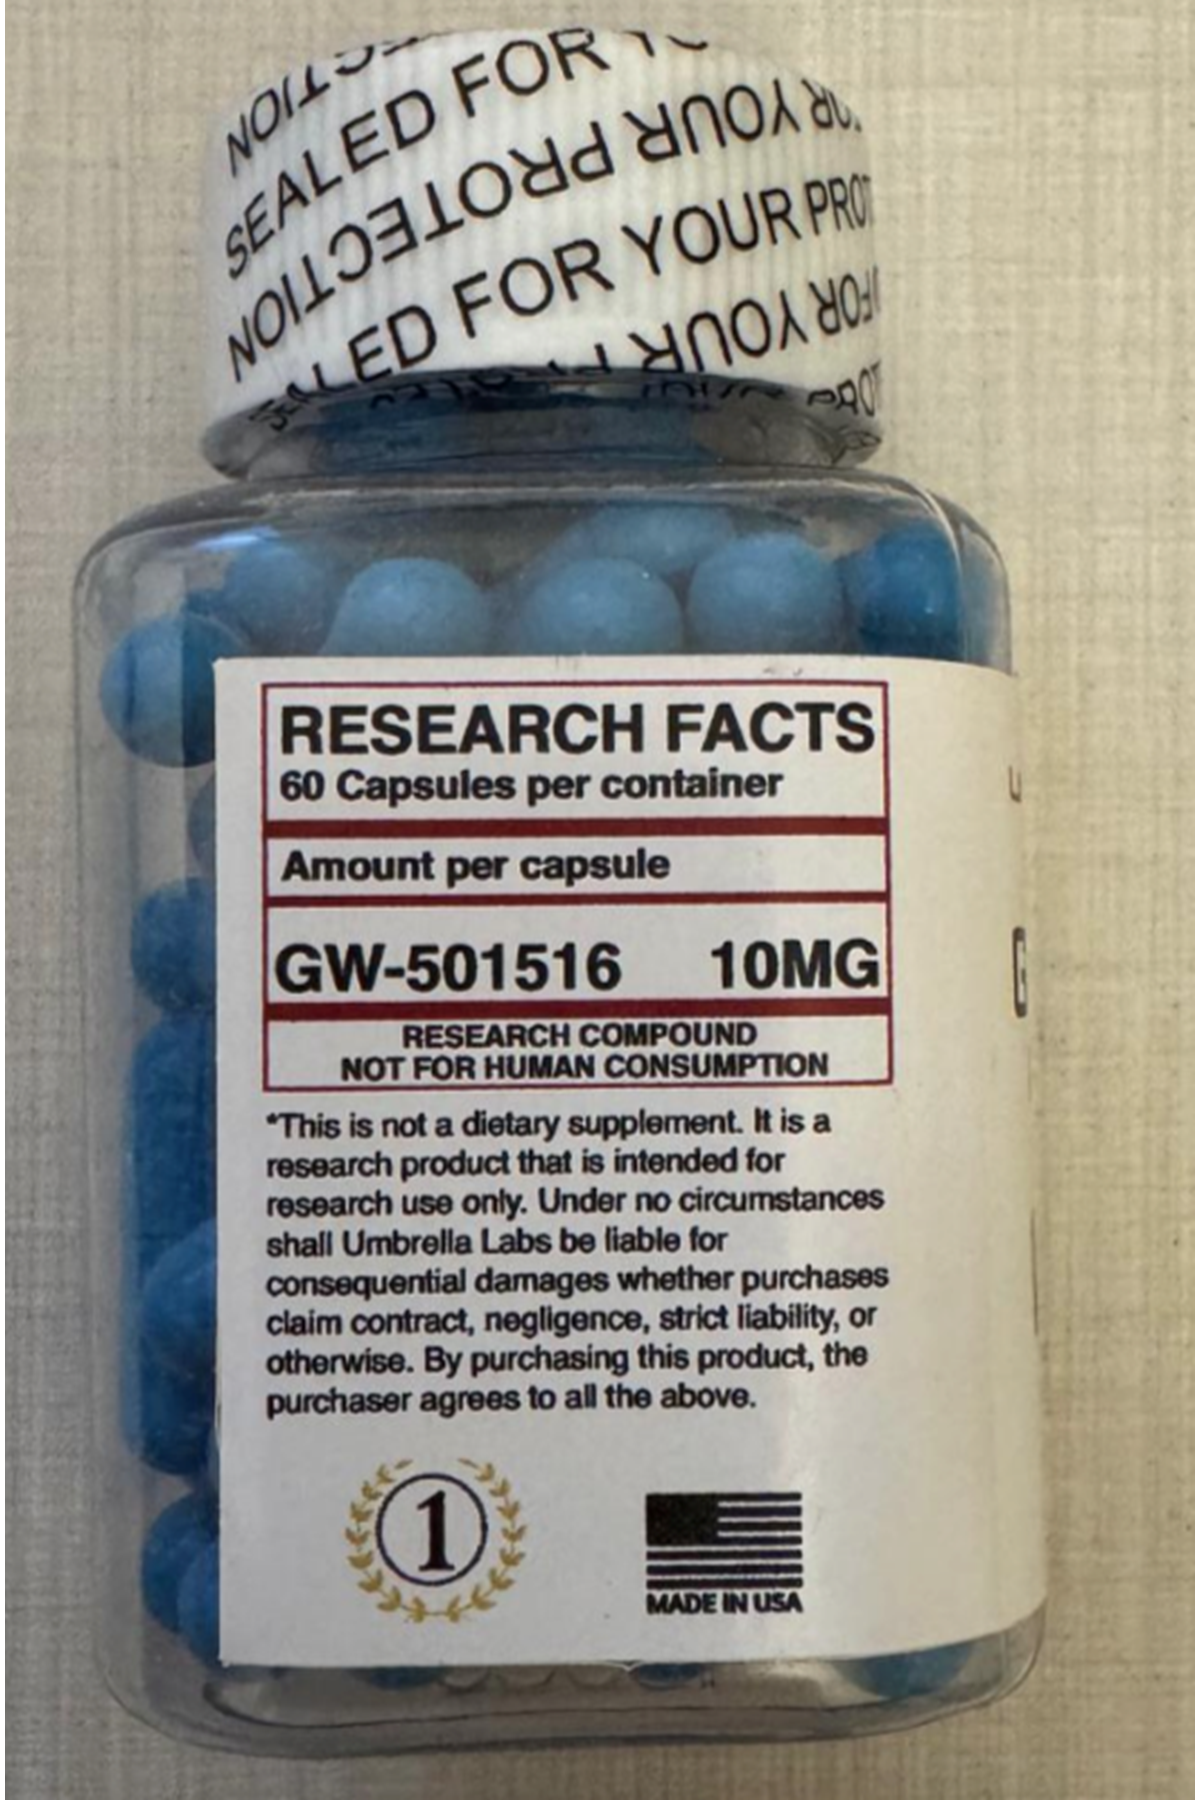 SEALED FOR
PROTECTION
FOR YOUR
FOR YOUR
RESEARCH FACTS
60 Capsules per container
Amount per capsule
GW-501516 10MG
RESEARCH COMPOUND
NOT FOR HUMAN CONSUMPTION
*This is not a dietary supplement. It is a
research product that is intended for
research use only. Under no circumstances
shall Umbrella Labs be liable for
consequential damages whether purchases
claim contract, negligence, strict liability, or
otherwise. By purchasing this product, the
purchaser agrees to all the above.
1
MADE IN USA